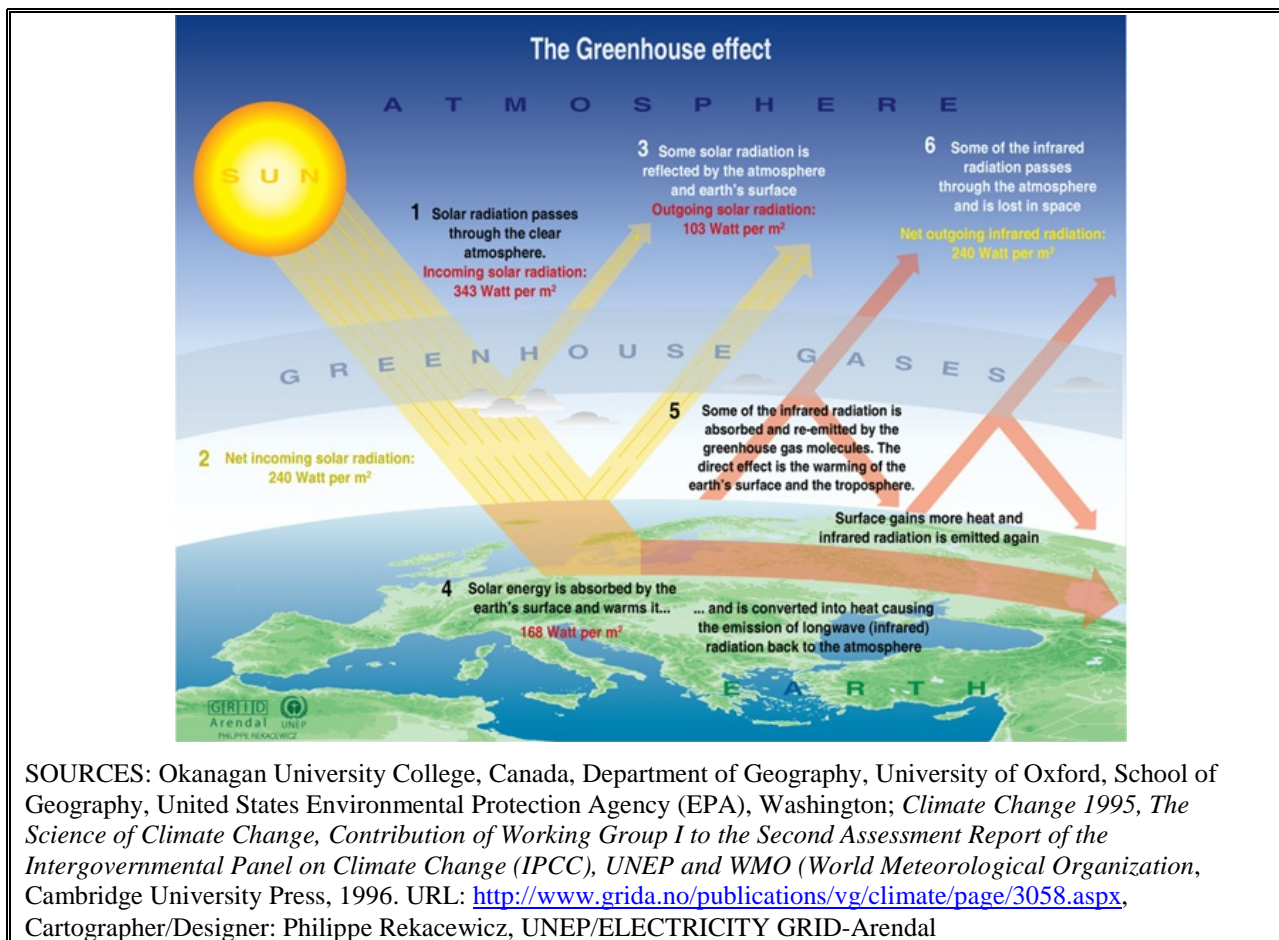 The Greenhouse effect
A T M O S P H E R E
S U N
1 Solar radiation passes
through the clear
atmosphere.
Incoming solar radiation:
343 Watt per m²
3 Some solar radiation is
reflected by the atmosphere
and earth's surface
Outgoing solar radiation:
103 Watt per m²
6 Some of the infrared
radiation passes
through the atmosphere
and is lost in space
Net outgoing infrared radiation:
240 Watt per m²
G R E E N H O U S E G A S E S
2 Net incoming solar radiation:
240 Watt per m²
5 Some of the infrared radiation is
absorbed and re-emitted by the
greenhouse gas molecules. The
direct effect is the warming of the
earth's surface and the troposphere.
Surface gains more heat and
infrared radiation is emitted again
4 Solar energy is absorbed by the
earth's surface and warms it...
168 Watt per m²
... and is converted into heat causing
the emission of longwave (infrared)
radiation back to the atmosphere
E A R T H
GRID
Arendal UNEP
PHILIPPE REKACEWICZ
SOURCES: Okanagan University College, Canada, Department of Geography, University of Oxford, School of
Geography, United States Environmental Protection Agency (EPA), Washington; Climate Change 1995, The
Science of Climate Change, Contribution of Working Group I to the Second Assessment Report of the
Intergovernmental Panel on Climate Change (IPCC), UNEP and WMO (World Meteorological Organization,
Cambridge University Press, 1996. URL: http://www.grida.no/publications/vg/climate/page/3058.aspx,
Cartographer/Designer: Philippe Rekacewicz, UNEP/ELECTRICITY GRID-Arendal